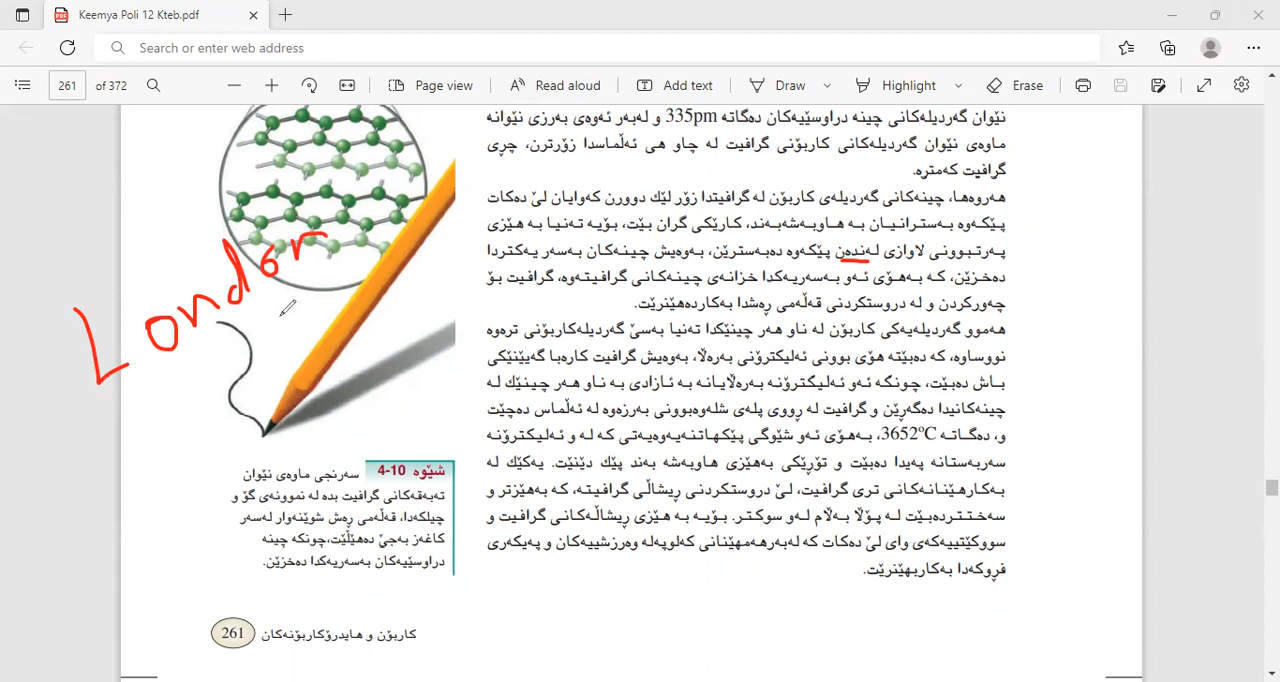 Keemya Poli 12 Kteb.pdf
Search or enter web address
261 of 372
Page view
Read aloud
Add text
Draw
Highlight
Erase
نێوان گەردیلەکانی چینە دراوسێیەکان دەگاتە 335pm و لەبەر ئەوەی بەرزی نێوانە
ماوەی نێوان گەردیلەکانی کاربۆنی گرافیت لە چاو هی ئەڵماسدا زۆرترن، چڕی
گرافیت کەمترە.
هەروەها، چینەکانی گەردیلەی کاربۆن لە گرافیتدا زۆر لێك دوورن کەوایان لێ دەکات
پێکەوە بەسترانیان بە هاوبەشەبەند، کارێکی گران بێت، بۆیە تەنیا بە هێزی
پەرتبوونی لاوازی لەندەن پێکەوە دەبەسترێن، بەوەیش چینەکان بەسەر یەکتردا
دەخزێن، کە بەهۆی ئەو بەسەریەکدا خزانەی چینەکانی گرافیتەوە، گرافیت بۆ
چەورکردن و لە دروستکردنی قەڵەمی ڕەشدا بەکاردەهێنرێت.
هەموو گەردیلەیەکی کاربۆن لە ناو هەر چینێکدا تەنیا بەسێ گەردیلەکاربۆنی ترەوە
نووساوە، کە دەبێتە هۆی بوونی ئەلیکترۆنی بەرەڵا، بەوەیش گرافیت کارەبا گەیێنێکی
باش دەبێت، چونگە ئەو ئەلیکترۆنە بەرەڵایانە بە ئازادی بە ناو هەر چینێك لە
چینەکانیدا دەگەڕێن و گرافیت لە ڕووی پلەی شلەوەبوونی بەرزەوە لە ئەڵماس دەچێت
و، دەگاتە 3652ºC، بەهۆی ئەو شێوگی پێکهاتنەیەوەیەتی کە لە و ئەلیکترۆنە
سەربەستانە پەیدا دەبێت و تۆڕێکی بەهێزی هاوبەشە بەند پێك دێنێت. یەکێك لە
بەکارهێنانەکانی تری گرافیت، لێ دروستکردنی ڕیشاڵی گرافیتە، کە بەهێزتر و
سەختتردەبێت لە پۆڵا بەڵام لەو سوکتر. بۆیە بە هێزی ڕیشاڵەکانی گرافیت و
سووکێتییەکەی وای لێ دەکات کە لەبەرهەمهێنانی کەلوپەلە وەرزشییەکان و پەیکەری
فڕۆکەدا بەکاربهێنرێت.
London
شێوە 10-4 سەرنجی ماوەی نێوان
تەبەقەکانی گرافیت بدە لە نموونەی گۆ و
چیلکەدا، قەڵەمی ڕەش شوێنەوار لەسەر
کاغەز بەجێ دەهێڵێت،چونکە چینە
دراوسێیەکان بەسەریەکدا دەخزێن.
کاربۆن و هایدرۆکاربۆنەکان 261